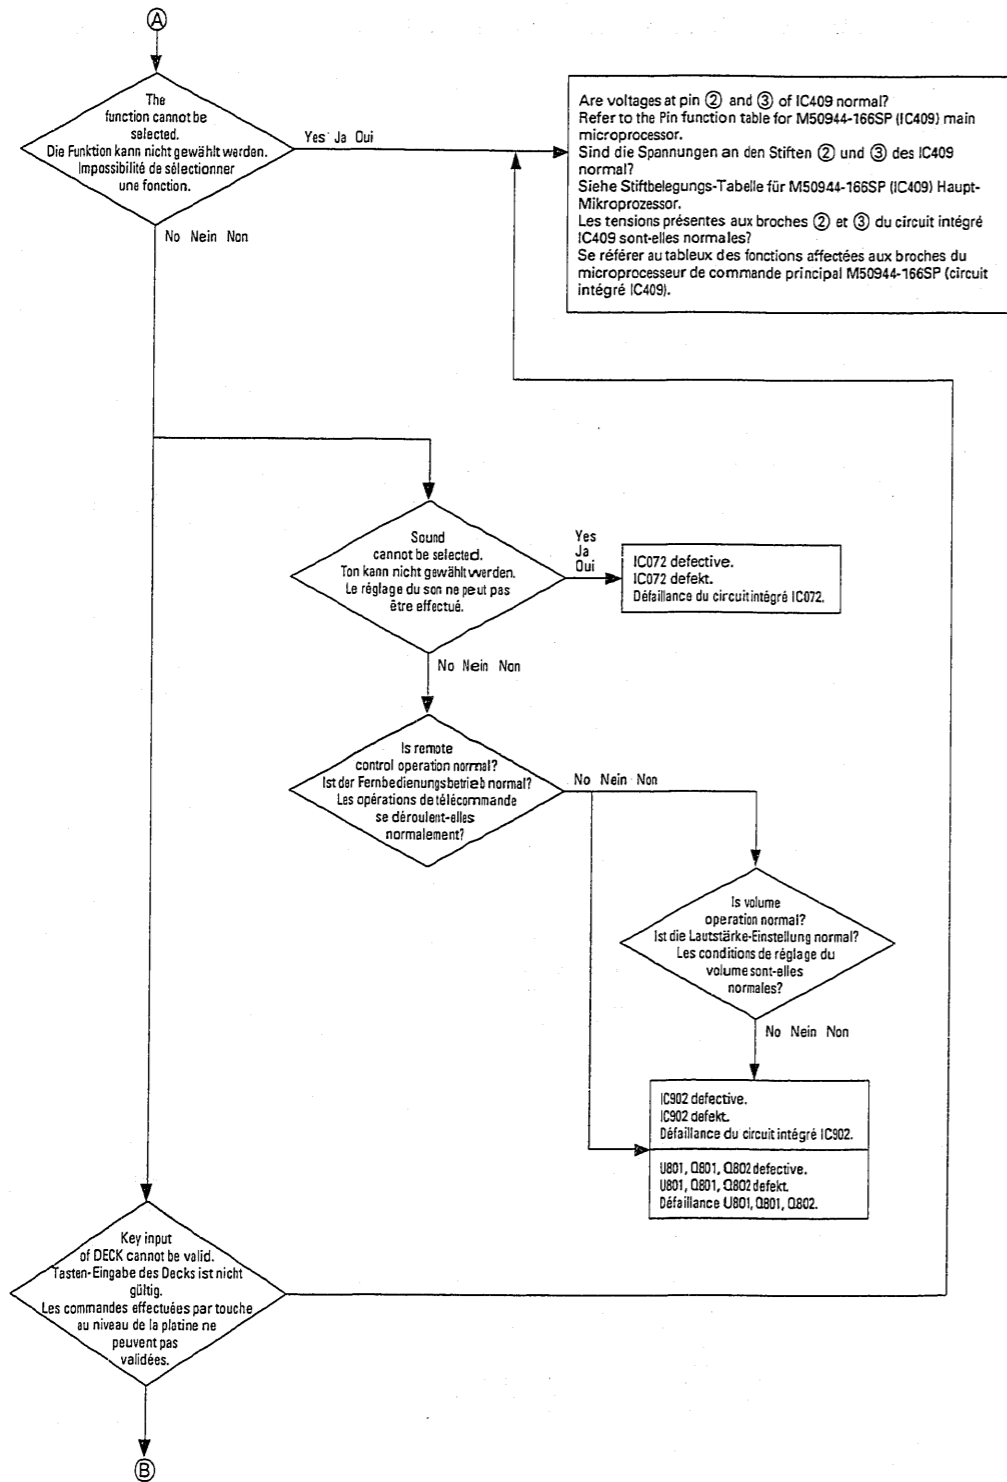 A
The
function cannot be
selected.
Die Funktion kann nicht gewählt werden.
Impossibilité de sélectionner
une fonction.
Yes Ja Oui
No Nein Non
Are voltages at pin ② and ③ of IC409 normal?
Refer to the Pin function table for M50944-166SP (IC409) main
microprocessor.
Sind die Spannungen an den Stiften ② und ③ des IC409
normal?
Siehe Stiftbelegungs-Tabelle für M50944-166SP (IC409) Haupt-
Mikroprozessor.
Les tensions présentes aux broches ② et ③ du circuit intégré
IC409 sont-elles normales?
Se référer au tableux des fonctions affectées aux broches du
microprocesseur de commande principal M50944-166SP (circuit
intégré IC409).
Sound
cannot be selected.
Ton kann nicht gewählt werden.
Le réglage du son ne peut pas
être effectué.
Yes
Ja
Oui
IC072 defective.
IC072 defekt.
Défaillance du circuit intégré IC072.
No Nein Non
Is remote
control operation normal?
Ist der Fernbedienungsbetrieb normal?
Les opérations de télécommande
se déroulent-elles
normalement?
No Nein Non
Is volume
operation normal?
Ist die Lautstärke-Einstellung normal?
Les conditions de réglage du
volume sont-elles
normales?
No Nein Non
IC902 defective.
IC902 defekt.
Défaillance du circuit intégré IC902.
U801, Q801, Q802 defective.
U801, Q801, Q802 defekt.
Défaillance U801, Q801, Q802.
Key input
of DECK cannot be valid.
Tasten-Eingabe des Decks ist nicht
gültig.
Les commandes effectuées par touche
au niveau de la platine ne
peuvent pas
validées.
B